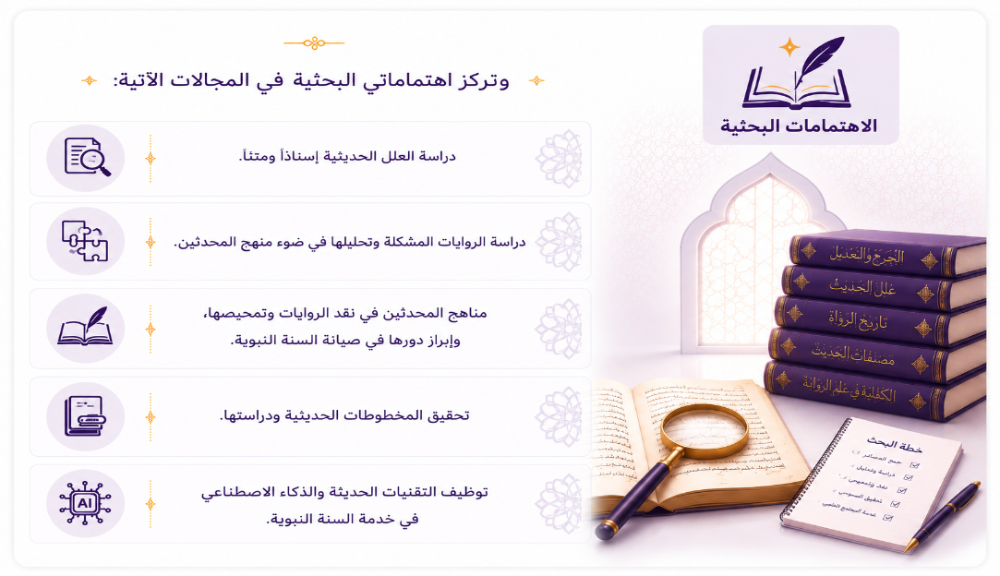 الاهتمامات البحثية
وتركز اهتماماتي البحثية في المجالات الآتية:
دراسة العلل الحديثية إسناداً ومتناً.
دراسة الروايات المشكلة وتحليلها في ضوء منهج المحدثين.
مناهج المحدثين في نقد الروايات وتمحيصها،
وإبراز دورها في صيانة السنة النبوية.
تحقيق المخطوطات الحديثية ودراستها.
AI
توظيف التقنيات الحديثة والذكاء الاصطناعي
في خدمة السنة النبوية.
الجرح والتعديل
علل الحديث
تاريخ الرواة
مصنفات الحديث
في علم الرواية
خطة البحث
جمع المصادر
دراسة وتحليل
نقد وتمحيص
تحقيق
خدمة المجتمع العلمي